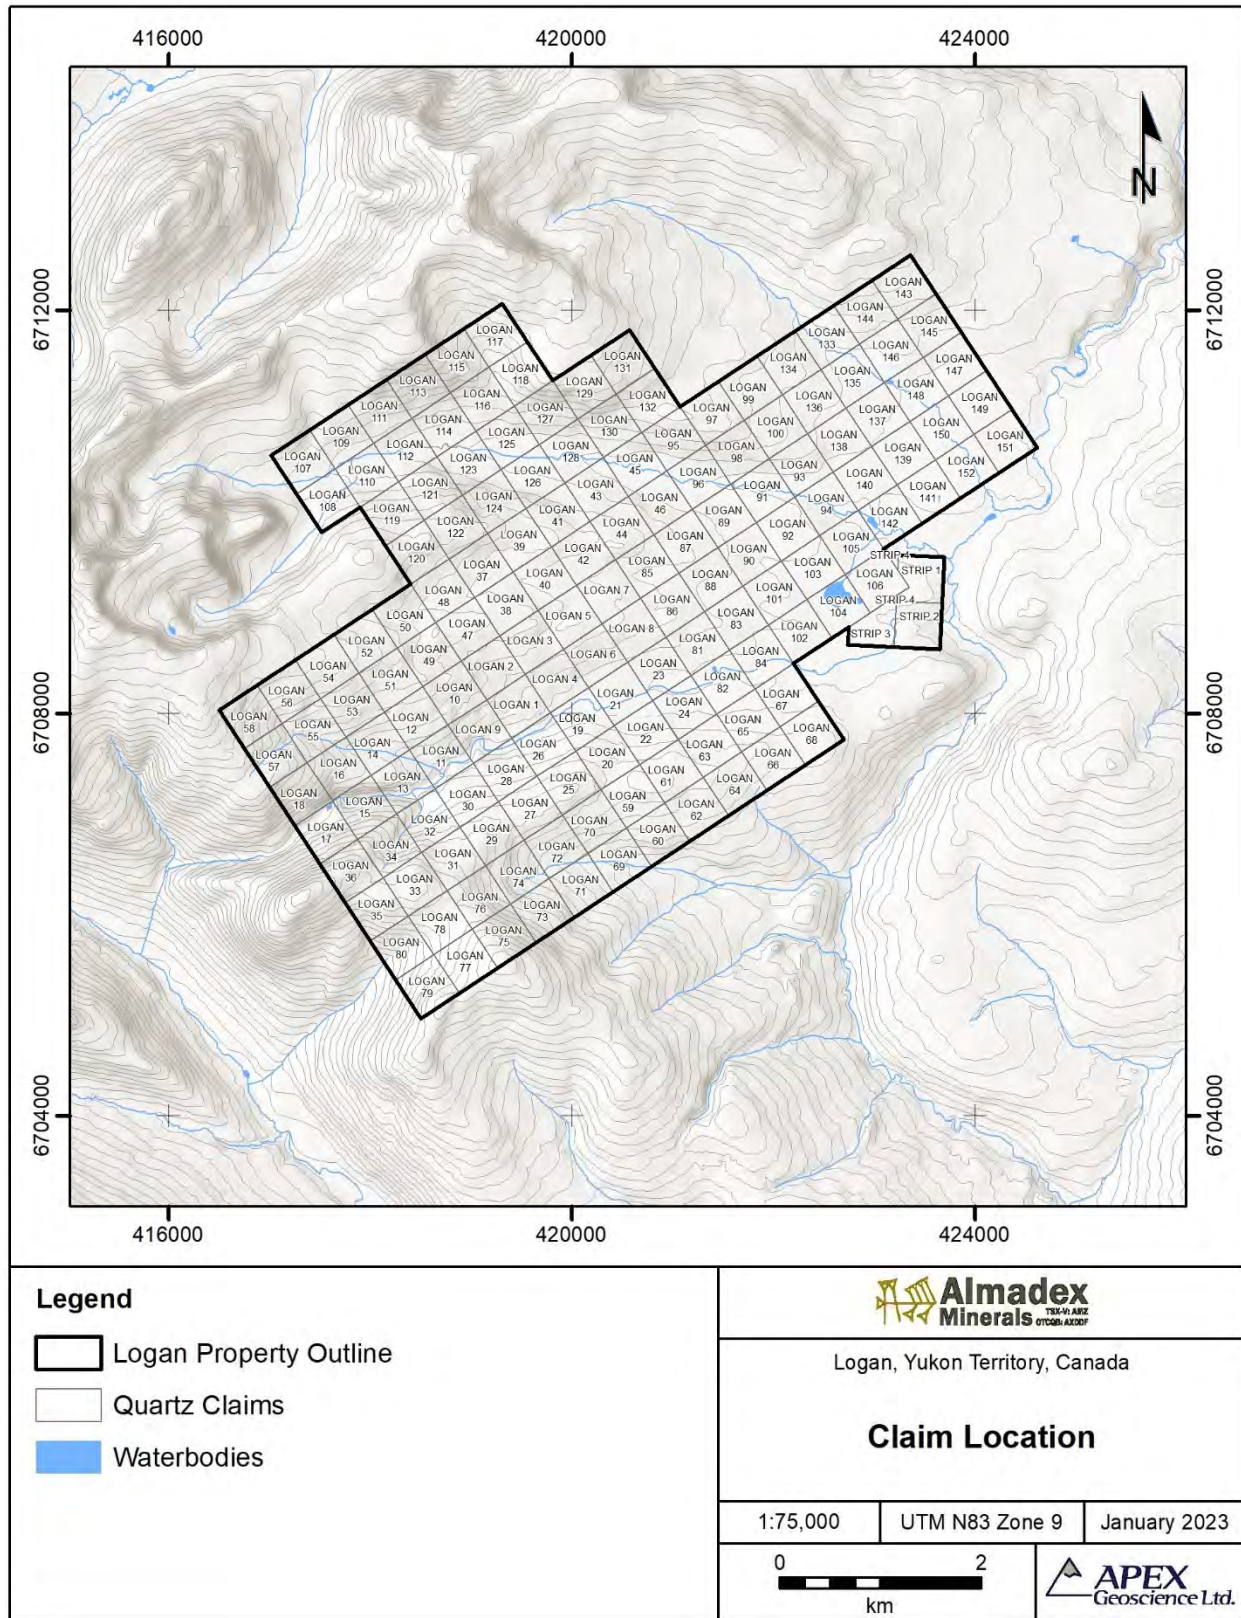 416000 420000 424000
N
6712000 6712000
6708000 6708000
6704000 6704000
LOGAN 143
LOGAN 144
LOGAN 145
LOGAN 133
LOGAN 146
LOGAN 147
LOGAN 134
LOGAN 135
LOGAN 148
LOGAN 149
LOGAN 117
LOGAN 115
LOGAN 118
LOGAN 131
LOGAN 113
LOGAN 116
LOGAN 129
LOGAN 132
LOGAN 99
LOGAN 136
LOGAN 137
LOGAN 150
LOGAN 151
LOGAN 111
LOGAN 114
LOGAN 127
LOGAN 130
LOGAN 97
LOGAN 100
LOGAN 138
LOGAN 139
LOGAN 152
LOGAN 109
LOGAN 112
LOGAN 125
LOGAN 128
LOGAN 95
LOGAN 98
LOGAN 93
LOGAN 140
LOGAN 141
LOGAN 107
LOGAN 110
LOGAN 123
LOGAN 126
LOGAN 45
LOGAN 96
LOGAN 91
LOGAN 94
LOGAN 142
LOGAN 108
LOGAN 121
LOGAN 124
LOGAN 43
LOGAN 46
LOGAN 89
LOGAN 92
LOGAN 105
LOGAN 119
LOGAN 122
LOGAN 41
LOGAN 44
LOGAN 87
LOGAN 90
LOGAN 103
LOGAN 106
STRIP 4
STRIP 1
LOGAN 120
LOGAN 39
LOGAN 42
LOGAN 85
LOGAN 88
LOGAN 101
LOGAN 104
STRIP 4
STRIP 2
STRIP 3
LOGAN 37
LOGAN 40
LOGAN 7
LOGAN 86
LOGAN 83
LOGAN 102
LOGAN 48
LOGAN 38
LOGAN 5
LOGAN 8
LOGAN 81
LOGAN 84
LOGAN 50
LOGAN 47
LOGAN 3
LOGAN 6
LOGAN 23
LOGAN 82
LOGAN 67
LOGAN 52
LOGAN 49
LOGAN 2
LOGAN 4
LOGAN 21
LOGAN 24
LOGAN 65
LOGAN 68
LOGAN 54
LOGAN 51
LOGAN 10
LOGAN 1
LOGAN 19
LOGAN 22
LOGAN 63
LOGAN 66
LOGAN 56
LOGAN 53
LOGAN 12
LOGAN 9
LOGAN 26
LOGAN 20
LOGAN 61
LOGAN 64
LOGAN 58
LOGAN 55
LOGAN 14
LOGAN 11
LOGAN 28
LOGAN 25
LOGAN 59
LOGAN 62
LOGAN 57
LOGAN 16
LOGAN 13
LOGAN 30
LOGAN 27
LOGAN 70
LOGAN 60
LOGAN 18
LOGAN 15
LOGAN 32
LOGAN 29
LOGAN 72
LOGAN 69
LOGAN 17
LOGAN 34
LOGAN 31
LOGAN 74
LOGAN 71
LOGAN 36
LOGAN 33
LOGAN 76
LOGAN 73
LOGAN 35
LOGAN 78
LOGAN 75
LOGAN 80
LOGAN 77
LOGAN 79
416000 420000 424000
Legend
Logan Property Outline
Quartz Claims
Waterbodies
Almadex
Minerals
TSX-V: AMZ
OTCQB: AXDDF
Logan, Yukon Territory, Canada
Claim Location
1:75,000 UTM N83 Zone 9 January 2023
0 2
km
APEX
Geoscience Ltd.